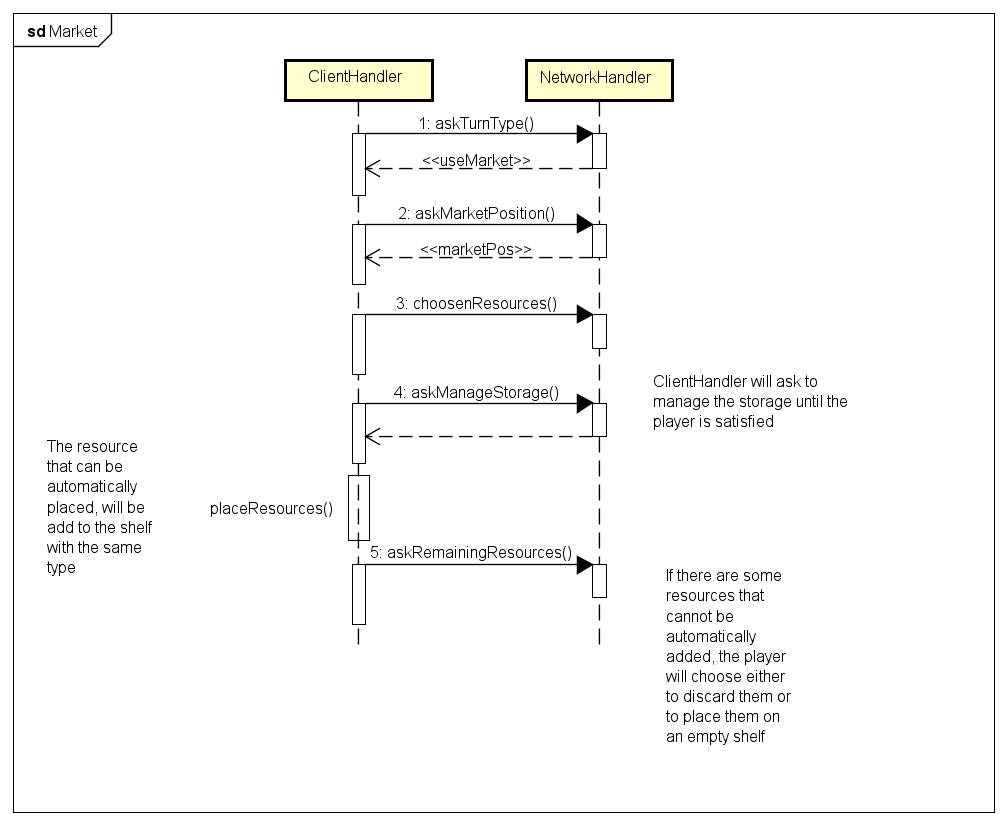 sd Market
ClientHandler
NetworkHandler
1: askTurnType()
<<useMarket>>
2: askMarketPosition()
<<marketPos>>
3: choosenResources()
ClientHandler will ask to
manage the storage until the
player is satisfied
4: askManageStorage()
The resource
that can be
automatically
placed, will be
add to the shelf
with the same
type
placeResources()
5: askRemainingResources()
If there are some
resources that
cannot be
automatically
added, the player
will choose either
to discard them or
to place them on
an empty shelf